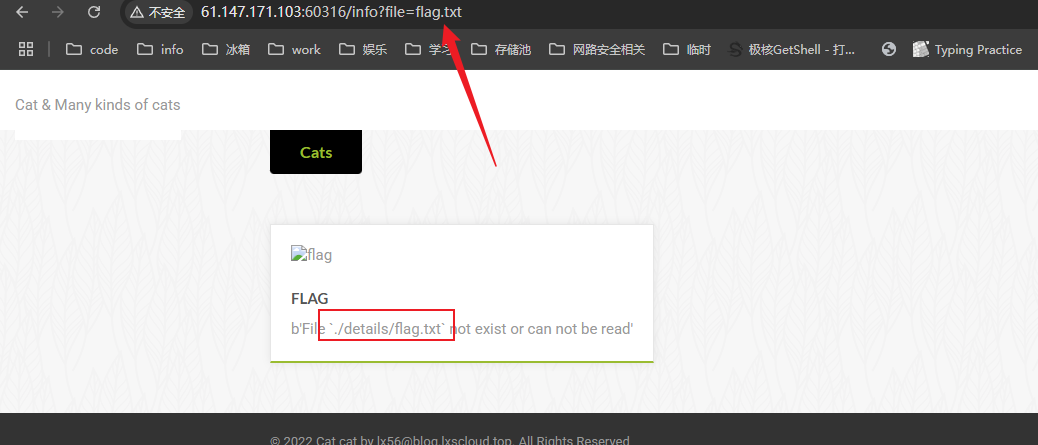 不安全 61.147.171.103:60316/info?file=flag.txt
code info 冰箱 work 娱乐 学习 存储池 网路安全相关 临时 极核GetShell - 打... Typing Practice
Cat & Many kinds of cats
Cats
flag
FLAG
b'File `./details/flag.txt` not exist or can not be read'
© 2022 Cat cat by lx56@blog.lxscloud.top. All Rights Reserved